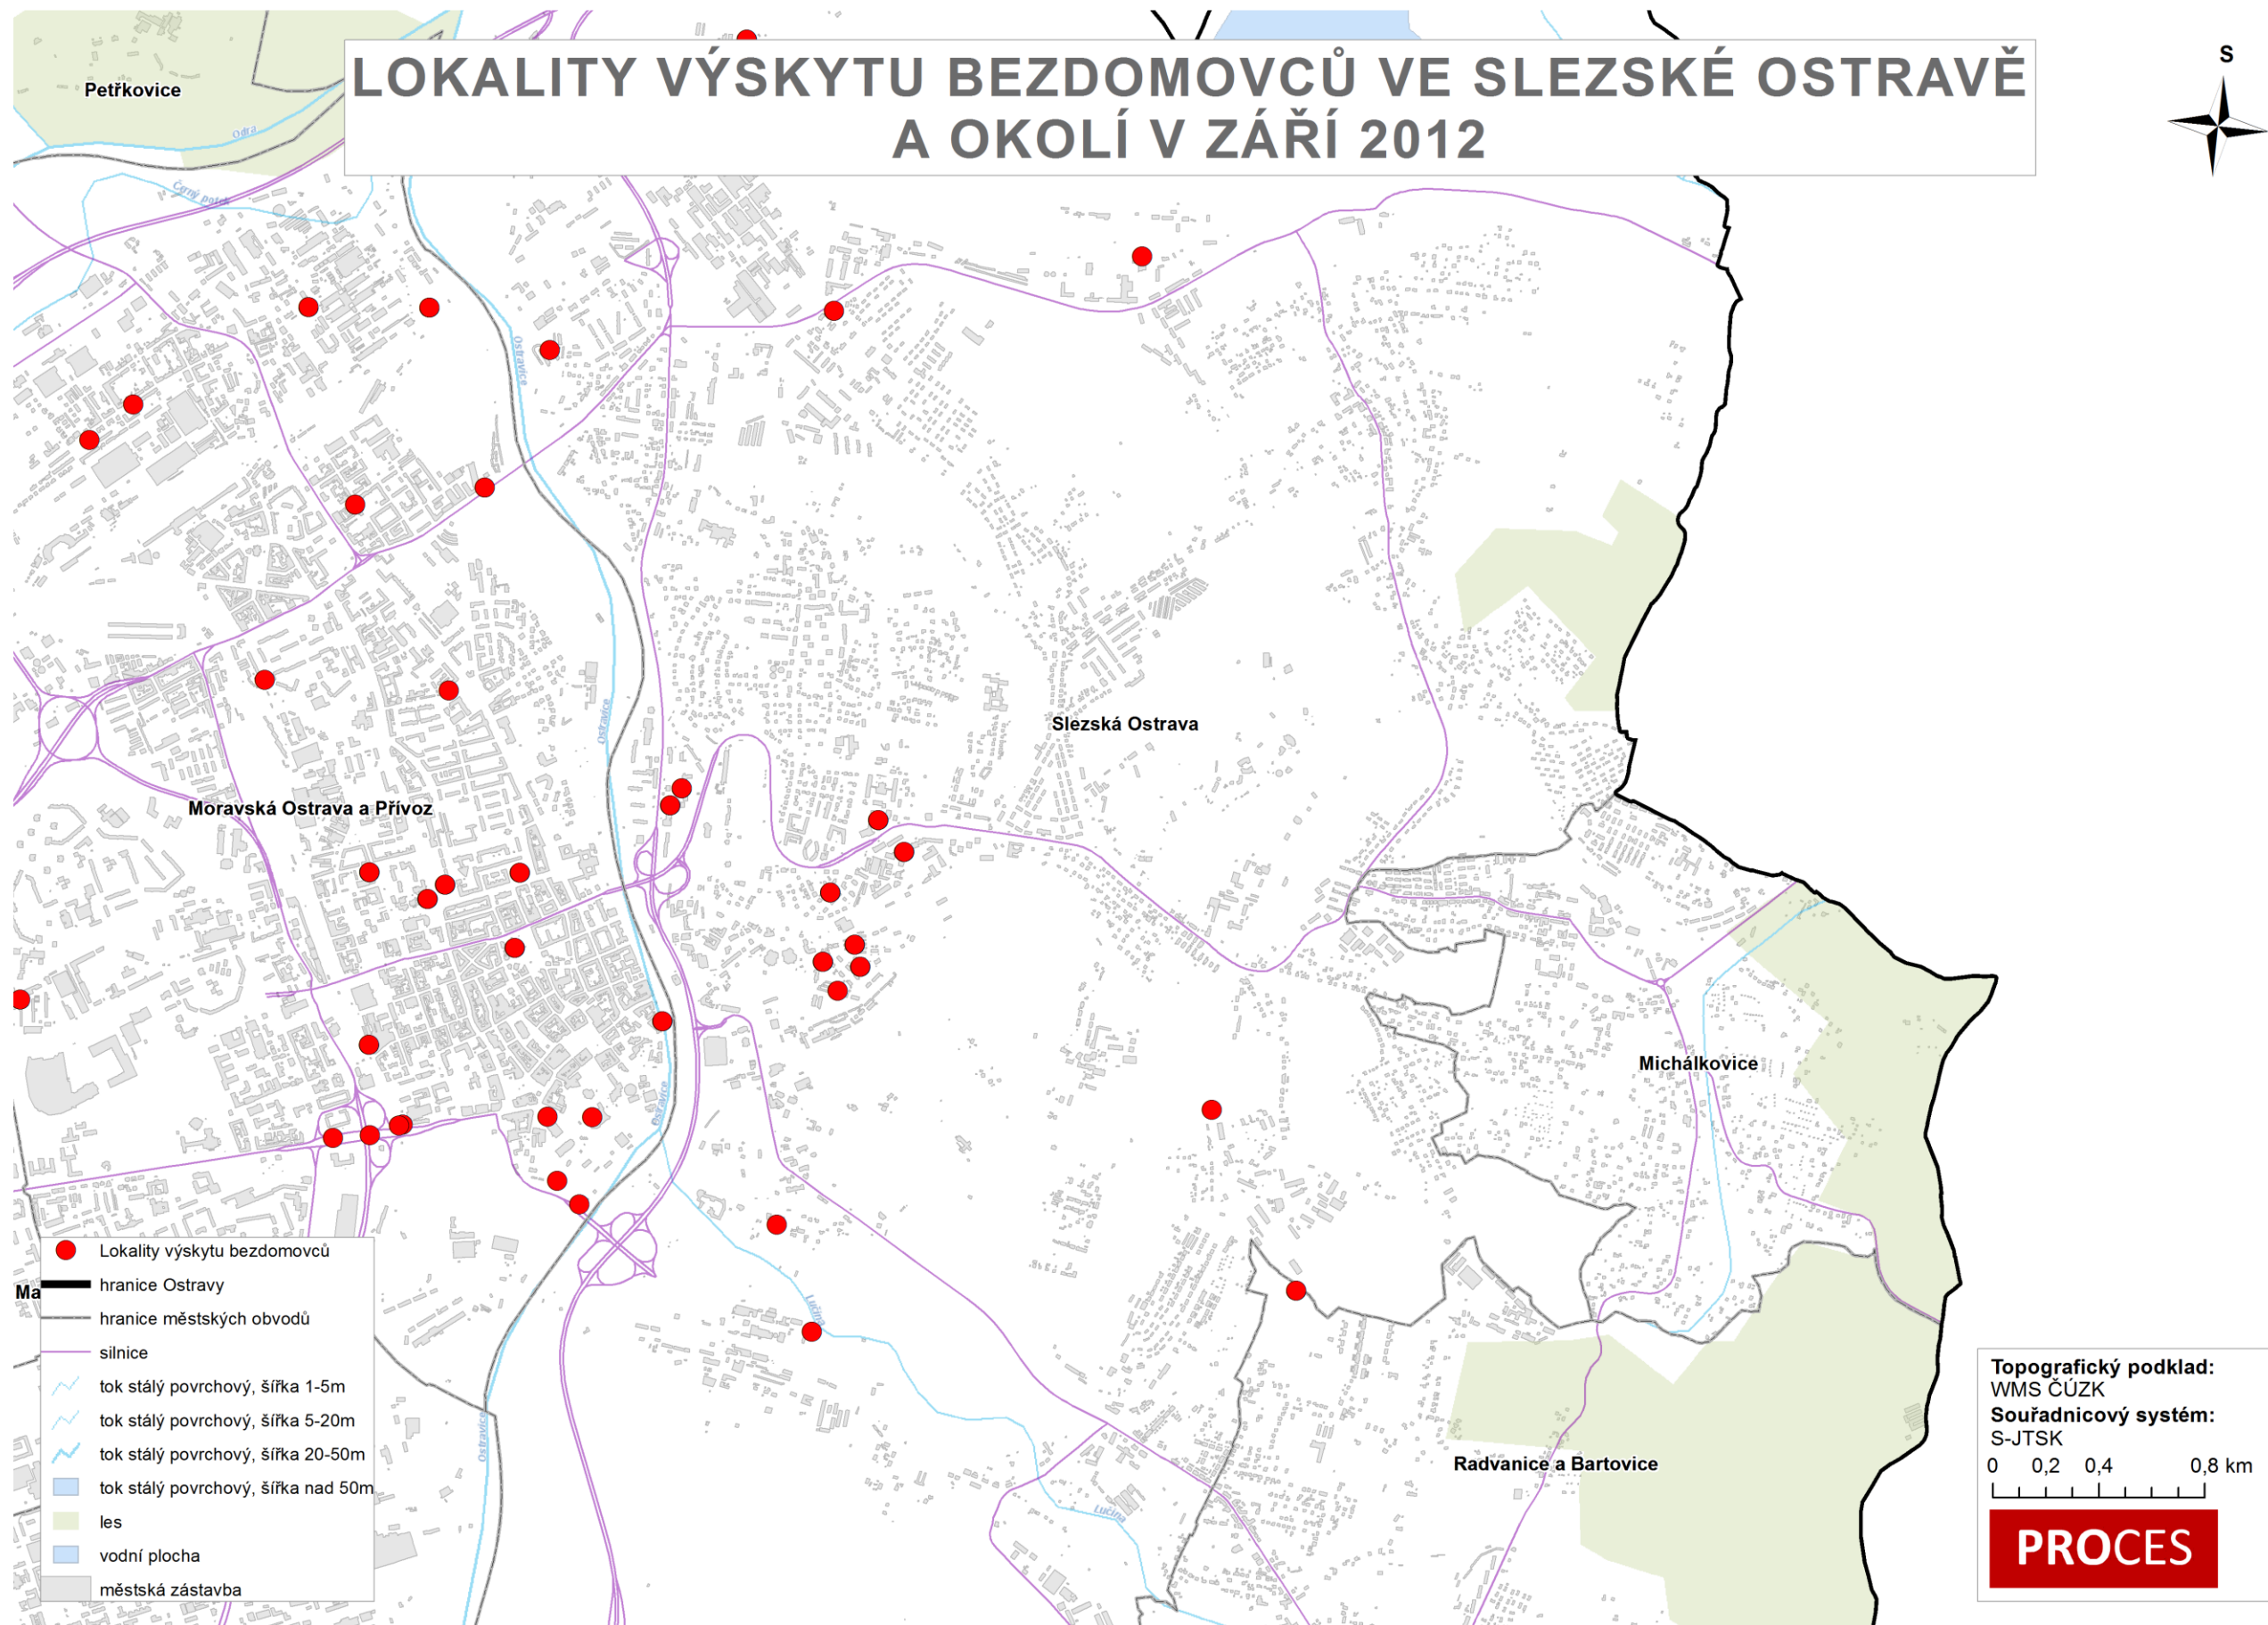 LOKALITY VÝSKYTU BEZDOMOVCŮ VE SLEZSKÉ OSTRAVĚ
A OKOLÍ V ZÁŘÍ 2012
S
Petřkovice
Odra
Černý potok
Ostravice
Ostravice
Slezská Ostrava
Moravská Ostrava a Přívoz
Michálkovice
Ostravice
Lučina
Ma
Ostravice
Radvanice a Bartovice
Lučina
Lokality výskytu bezdomovců
hranice Ostravy
hranice městských obvodů
silnice
tok stálý povrchový, šířka 1-5m
tok stálý povrchový, šířka 5-20m
tok stálý povrchový, šířka 20-50m
tok stálý povrchový, šířka nad 50m
les
vodní plocha
městská zástavba
Topografický podklad:
WMS ČÚZK
Souřadnicový systém:
S-JTSK
0 0,2 0,4 0,8 km
PROCES